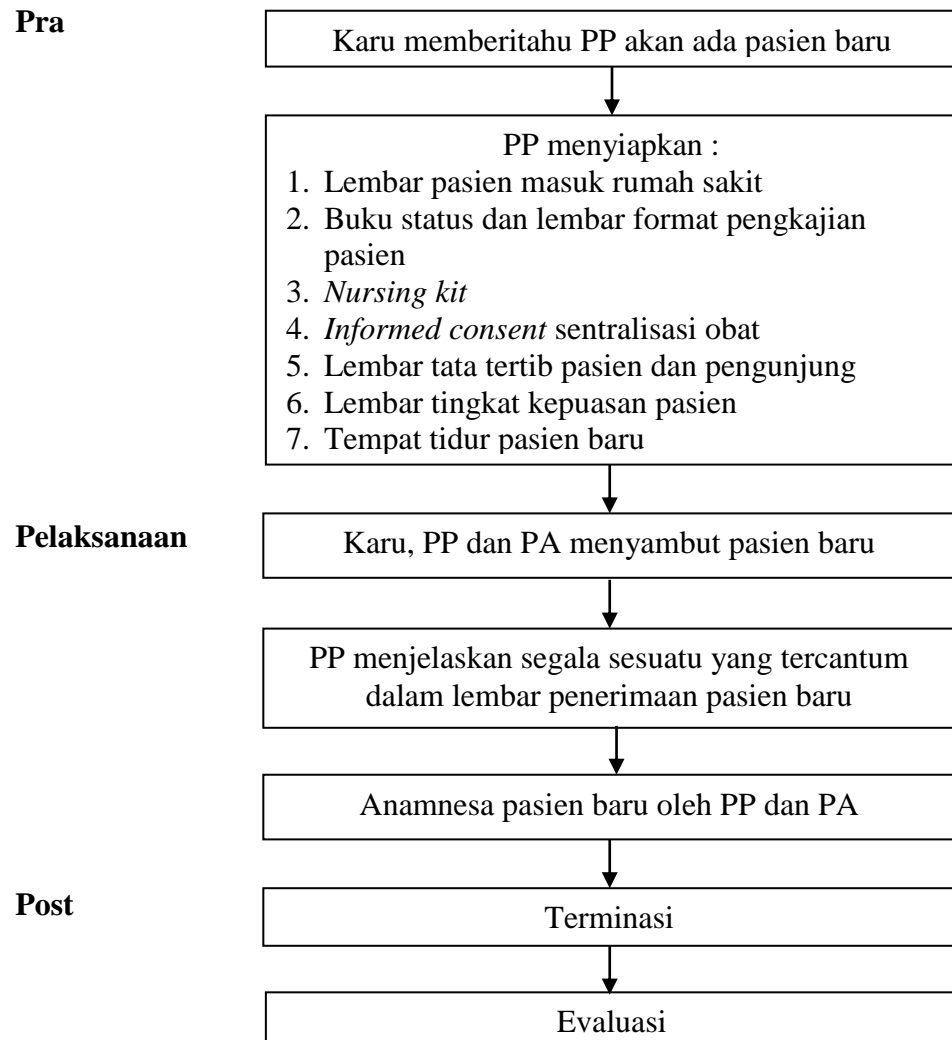 Pra
Karu memberitahu PP akan ada pasien baru
PP menyiapkan :
1. Lembar pasien masuk rumah sakit
2. Buku status dan lembar format pengkajian
pasien
3. Nursing kit
4. Informed consent sentralisasi obat
5. Lembar tata tertib pasien dan pengunjung
6. Lembar tingkat kepuasan pasien
7. Tempat tidur pasien baru
Pelaksanaan
Karu, PP dan PA menyambut pasien baru
PP menjelaskan segala sesuatu yang tercantum
dalam lembar penerimaan pasien baru
Anamnesa pasien baru oleh PP dan PA
Post
Terminasi
Evaluasi